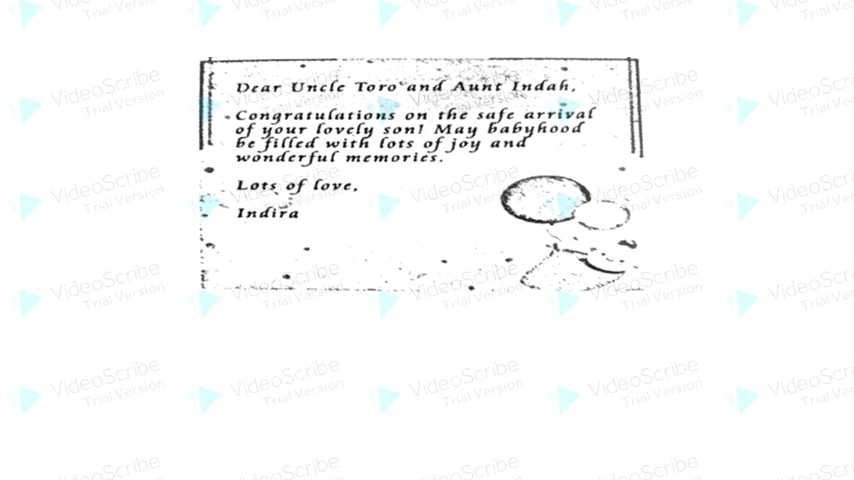 Dear Uncle Toro and Aunt Indah,
Congratulations on the safe arrival
of your lovely son! May babyhood
be filled with lots of joy and
wonderful memories.
Lots of love,
Indira
VideoScribe
Trial Version